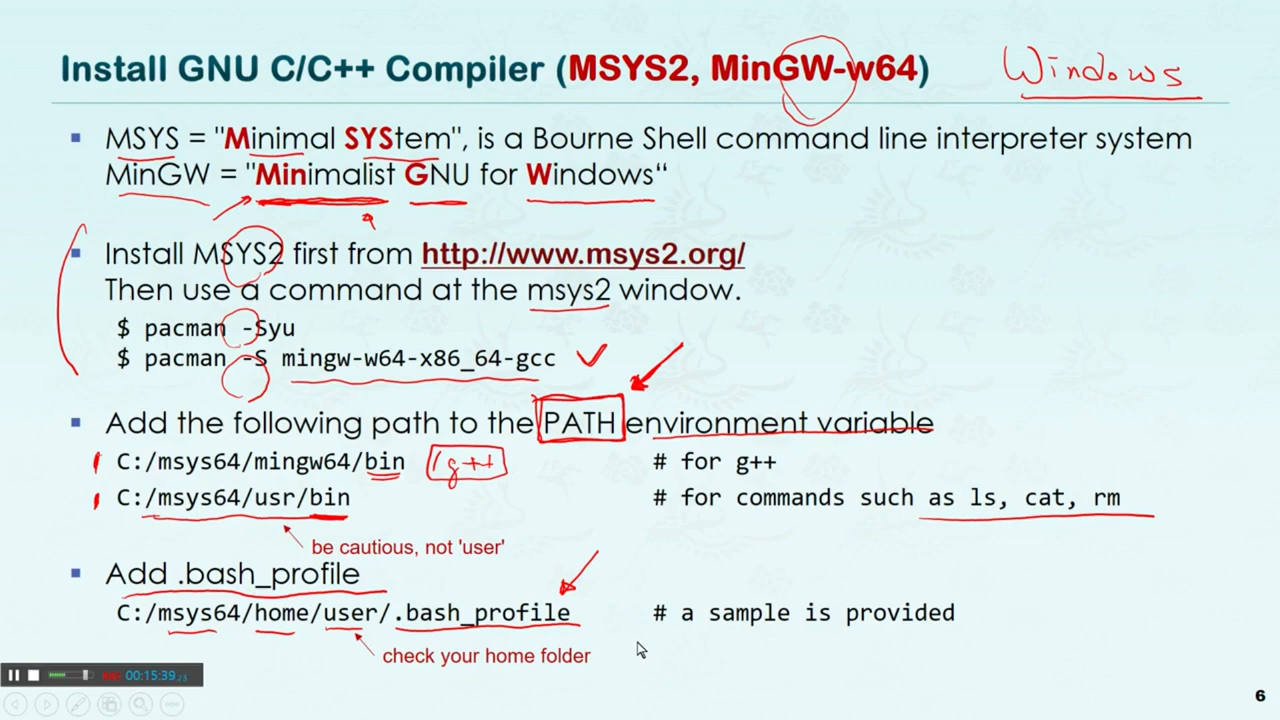 Install GNU C/C++ Compiler (MSYS2, MinGW-w64)
Windows
▪ MSYS = "Minimal SYStem", is a Bourne Shell command line interpreter system
MinGW = "Minimalist GNU for Windows“
▪ Install MSYS2 first from http://www.msys2.org/
Then use a command at the msys2 window.
$ pacman -Syu
$ pacman -S mingw-w64-x86_64-gcc
▪ Add the following path to the PATH environment variable
C:/msys64/mingw64/bin /g++ # for g++
C:/msys64/usr/bin # for commands such as ls, cat, rm
be cautious, not 'user'
▪ Add .bash_profile
C:/msys64/home/user/.bash_profile # a sample is provided
check your home folder
00:15:39
6